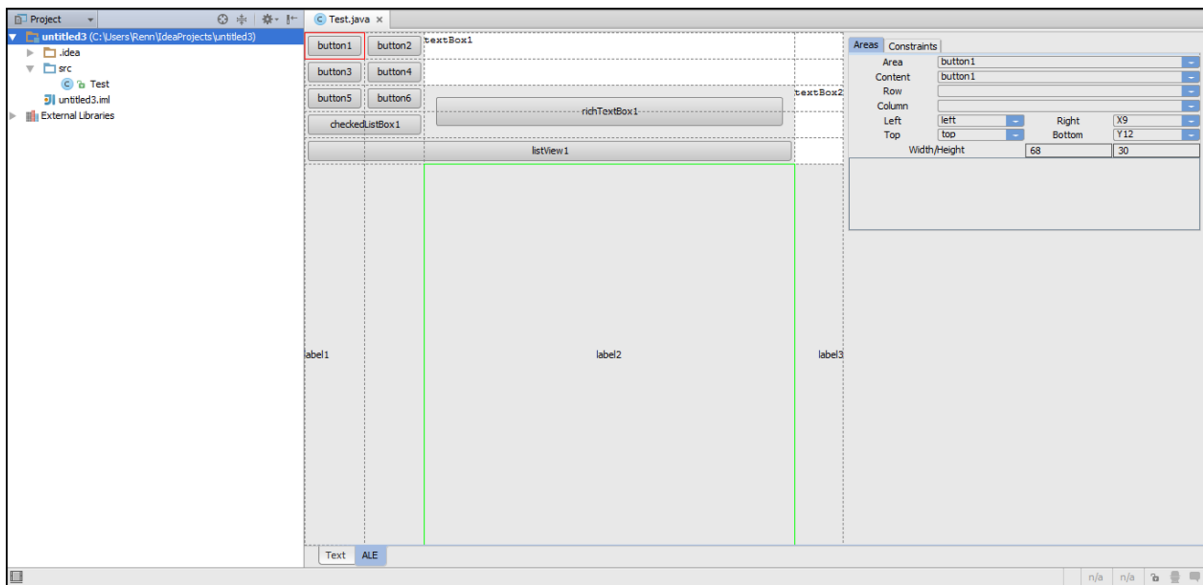 Project
Test.java
untitled3 (C:\Users\Renn\IdeaProjects\untitled3)
.idea
src
Test
untitled3.iml
External Libraries
button1 button2 textBox1
button3 button4
button5 button6 richTextBox1 textBox2
checkedListBox1
listView1
abel1 label2 label3
Text ALE
Areas Constraints
Area button1
Content button1
Row
Column
Left left Right X9
Top top Bottom Y12
Width/Height 68 30
n/a n/a